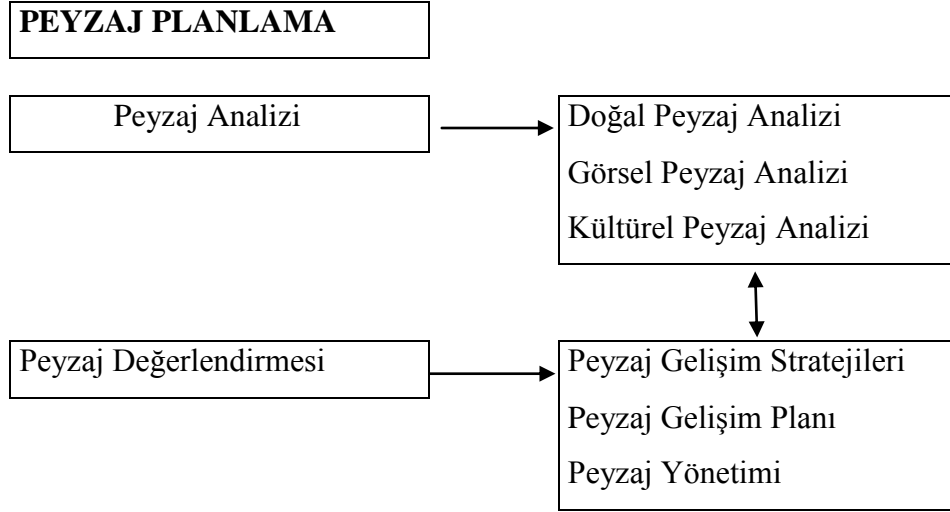 PEYZAJ PLANLAMA
Peyzaj Analizi
Doğal Peyzaj Analizi
Görsel Peyzaj Analizi
Kültürel Peyzaj Analizi
Peyzaj Değerlendirmesi
Peyzaj Gelişim Stratejileri
Peyzaj Gelişim Planı
Peyzaj Yönetimi